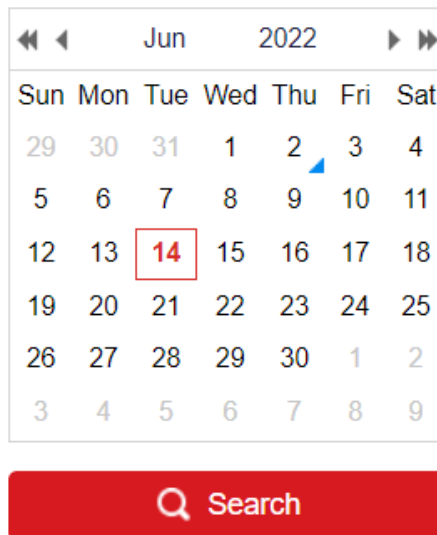 Jun 2022
Sun Mon Tue Wed Thu Fri Sat
29 30 31 1 2 3 4
5 6 7 8 9 10 11
12 13 14 15 16 17 18
19 20 21 22 23 24 25
26 27 28 29 30 1 2
3 4 5 6 7 8 9
Search